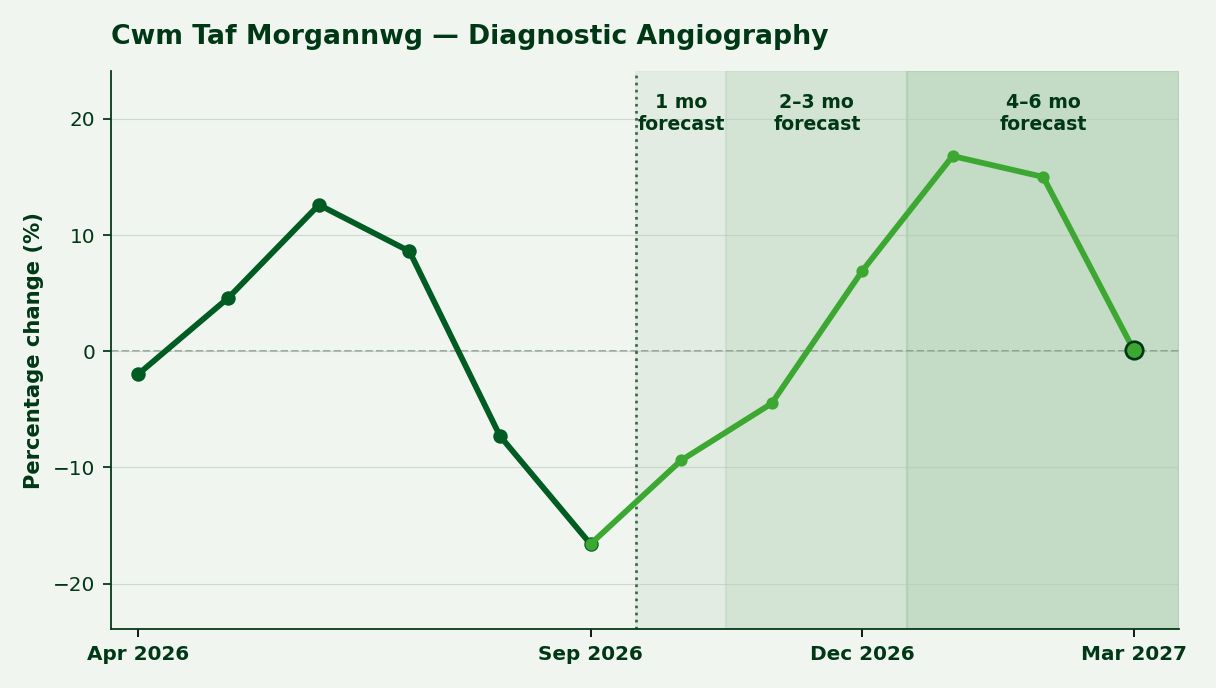 Cwm Taf Morgannwg — Diagnostic Angiography
1 mo
forecast
2–3 mo
forecast
4–6 mo
forecast
Percentage change (%)
20
10
0
−10
−20
Apr 2026
Sep 2026
Dec 2026
Mar 2027